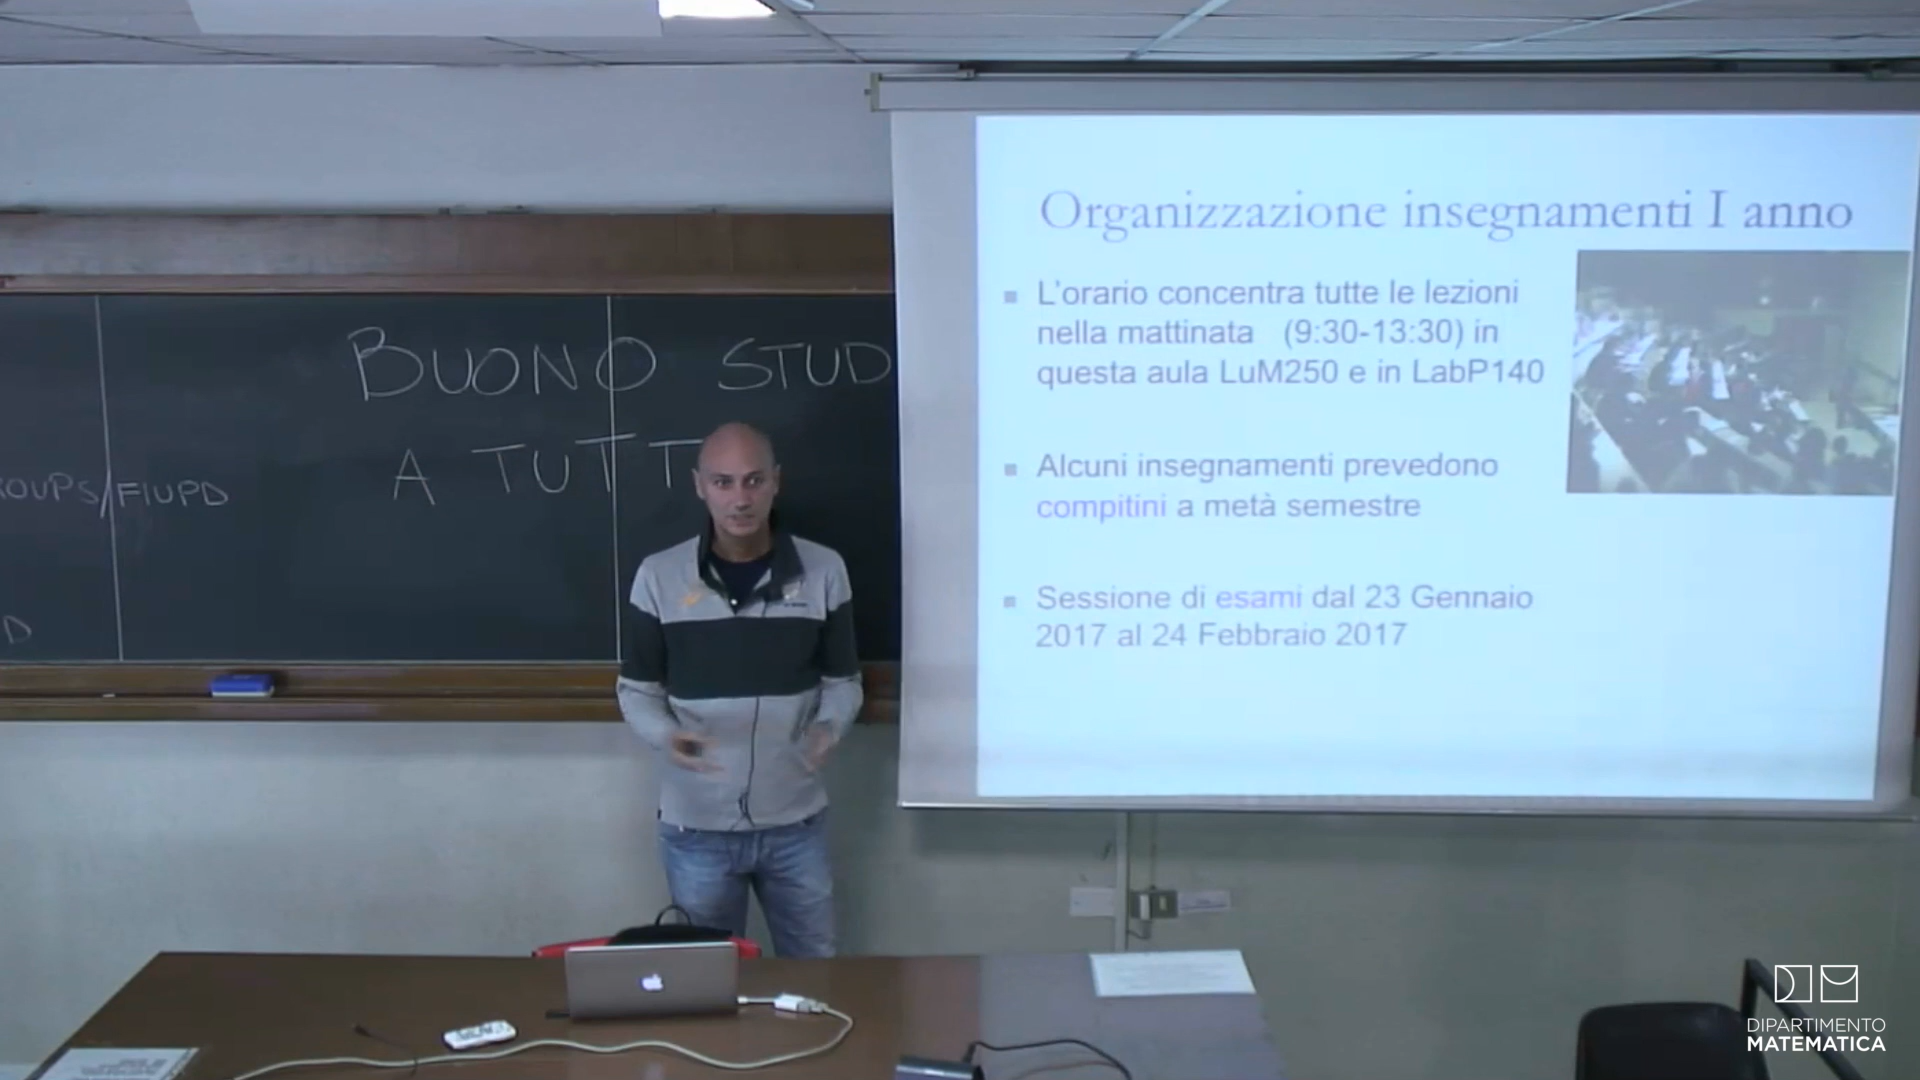 BUONO STUD
A TUTT
OUPS/FIUPD
D
Organizzazione insegnamenti I anno
L'orario concentra tutte le lezioni
nella mattinata (9:30-13:30) in
questa aula LuM250 e in LabP140
Alcuni insegnamenti prevedono
compitini a metà semestre
Sessione di esami dal 23 Gennaio
2017 al 24 Febbraio 2017
DIPARTIMENTO
MATEMATICA